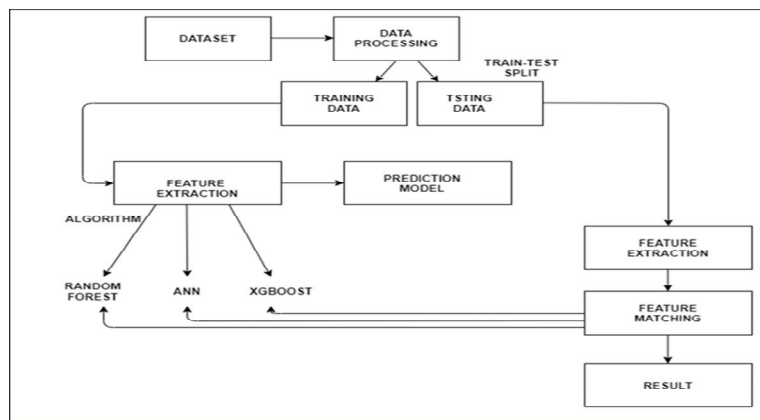 DATASET
DATA
PROCESSING
TRAIN-TEST
SPLIT
TRAINING
DATA
TSTING
DATA
FEATURE
EXTRACTION
PREDICTION
MODEL
ALGORITHM
FEATURE
EXTRACTION
RANDOM
FOREST
ANN
XGBOOST
FEATURE
MATCHING
RESULT